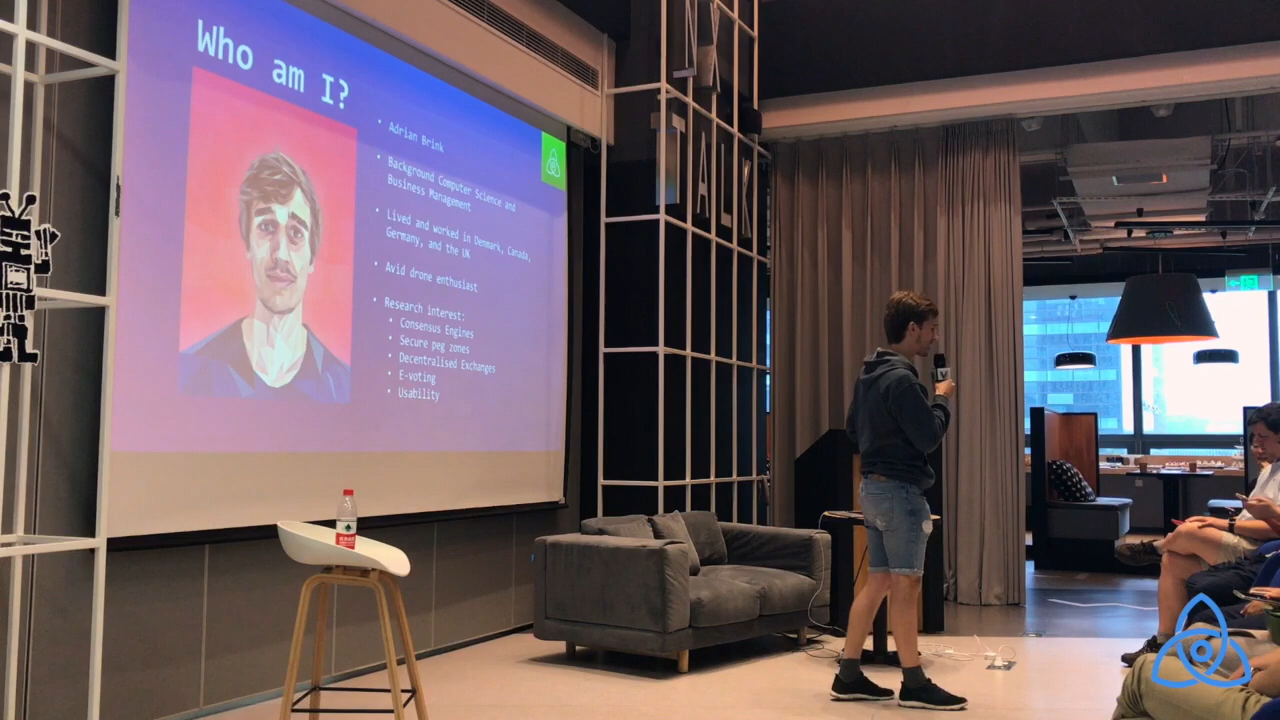 Who am I?
• Adrian Brink
• Background Computer Science and
Business Management
• Lived and worked in Denmark, Canada,
Germany, and the UK
• Avid drone enthusiast
• Research interest:
• Consensus Engines
• Secure peg zones
• Decentralised Exchanges
• E-voting
• Usability
TALK
V